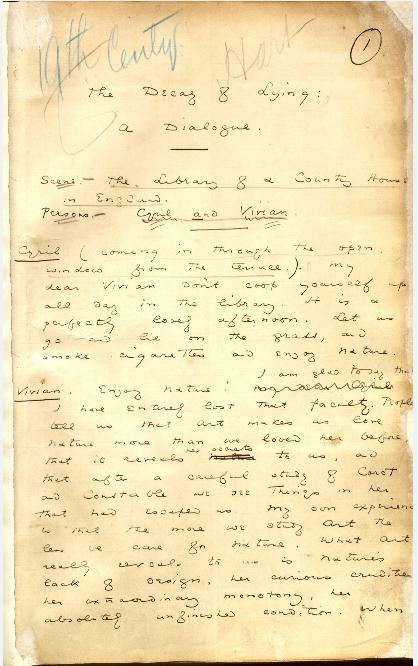 19th Century
Hart
1
The Decay of Lying:
A Dialogue.
Scene.- The Library of a Country House
in England.
Persons.- Cyril and Vivian.
Cyril (coming in through the open
window from the terrace.). My
dear Vivian dont coop yourself up
all day in the library. It is a
perfectly lovely afternoon. Let us
go and lie on the grass, and
smoke cigarettes and enjoy nature.
I am glad to say that
Vivian. Enjoy Nature!
I have entirely lost that faculty. People
tell us that Art makes us love
nature more than we loved her before,
her secrets
that it reveals to us, and
that after a careful study of Corot
and Constable we see things in her
that had escaped us. My own experience
is that the more we study Art the
less we care for nature. What Art
really reveals to us is Natures
lack of design, her curious crudities
her extraordinary monotony, her
absolutely unfinished condition. When